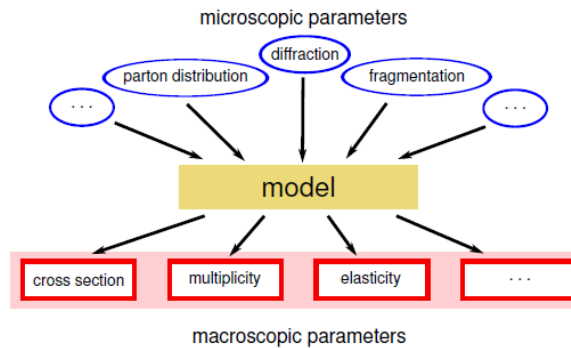 microscopic parameters
diffraction
parton distribution
fragmentation
. . .
. . .
model
cross section
multiplicity
elasticity
. . .
macroscopic parameters